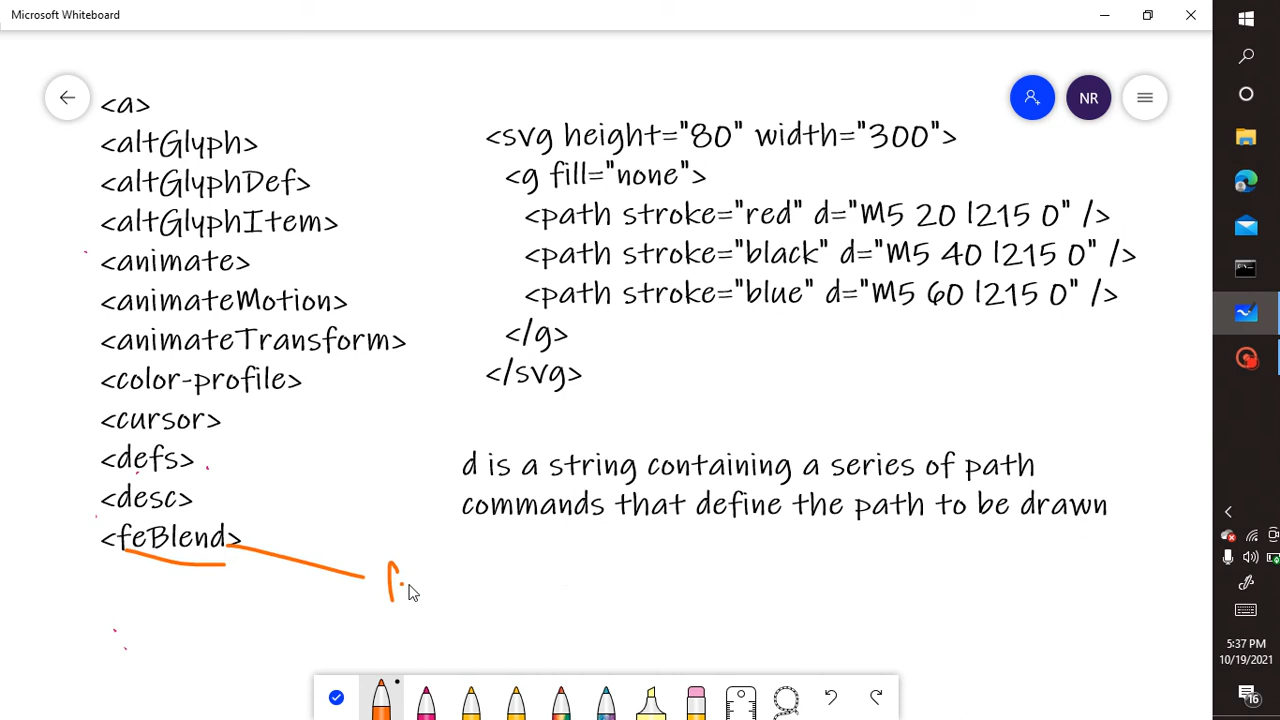 Microsoft Whiteboard
NR
<a>
<altGlyph>
<altGlyphDef>
<altGlyphItem>
<animate>
<animateMotion>
<animateTransform>
<color-profile>
<cursor>
<defs>
<desc>
<feBlend>
<svg height="80" width="300">
<g fill="none">
<path stroke="red" d="M5 20 l215 0" />
<path stroke="black" d="M5 40 l215 0" />
<path stroke="blue" d="M5 60 l215 0" />
</g>
</svg>
d is a string containing a series of path
commands that define the path to be drawn
5:37 PM
10/19/2021
16